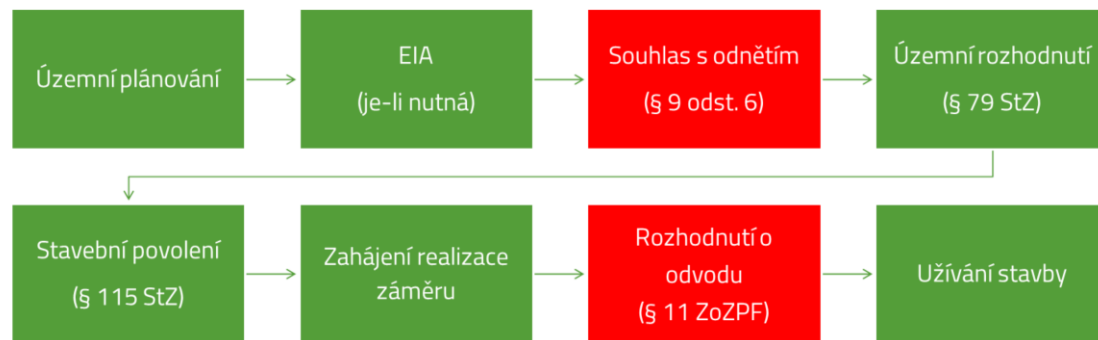 Územní plánování
EIA
(je-li nutná)
Souhlas s odnětím
(§ 9 odst. 6)
Územní rozhodnutí
(§ 79 StZ)
Stavební povolení
(§ 115 StZ)
Zahájení realizace
záměru
Rozhodnutí o
odvodu
(§ 11 ZoZPF)
Užívání stavby